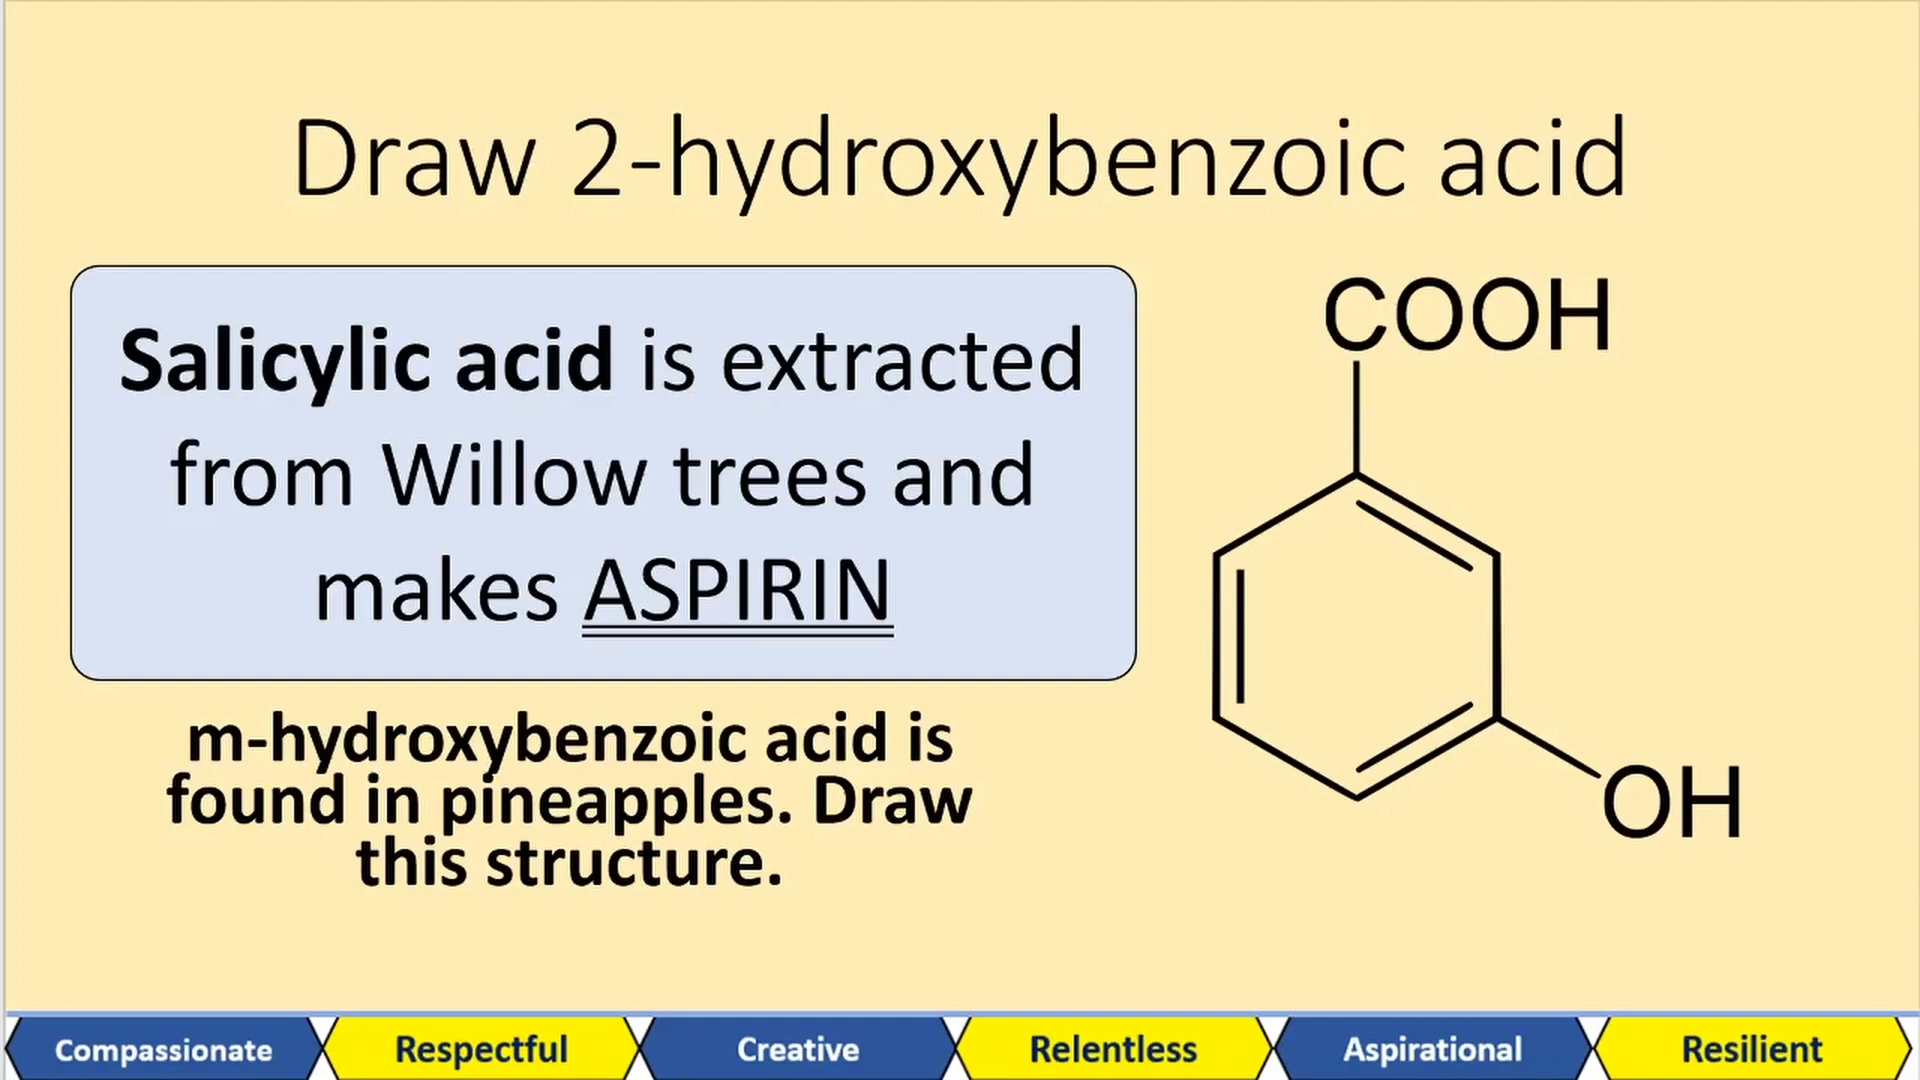 Draw 2-hydroxybenzoic acid
Salicylic acid is extracted
from Willow trees and
makes ASPIRIN
m-hydroxybenzoic acid is
found in pineapples. Draw
this structure.
COOH
OH
Compassionate
Respectful
Creative
Relentless
Aspirational
Resilient